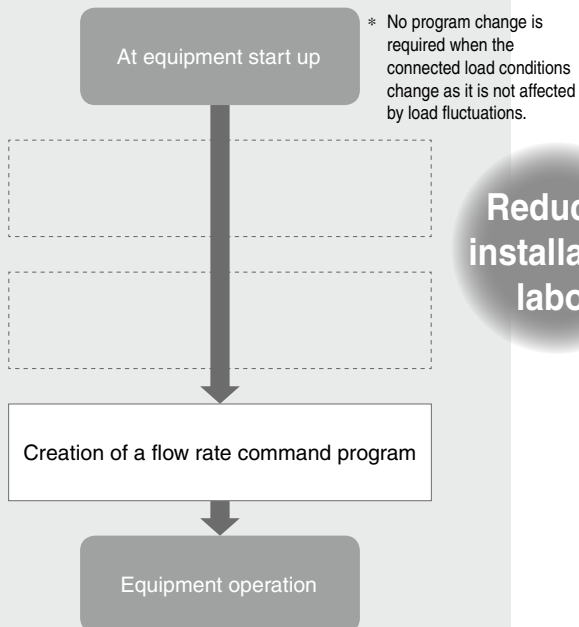 At equipment start up
* No program change is
required when the
connected load conditions
change as it is not affected
by load fluctuations.
Creation of a flow rate command program
Equipment operation